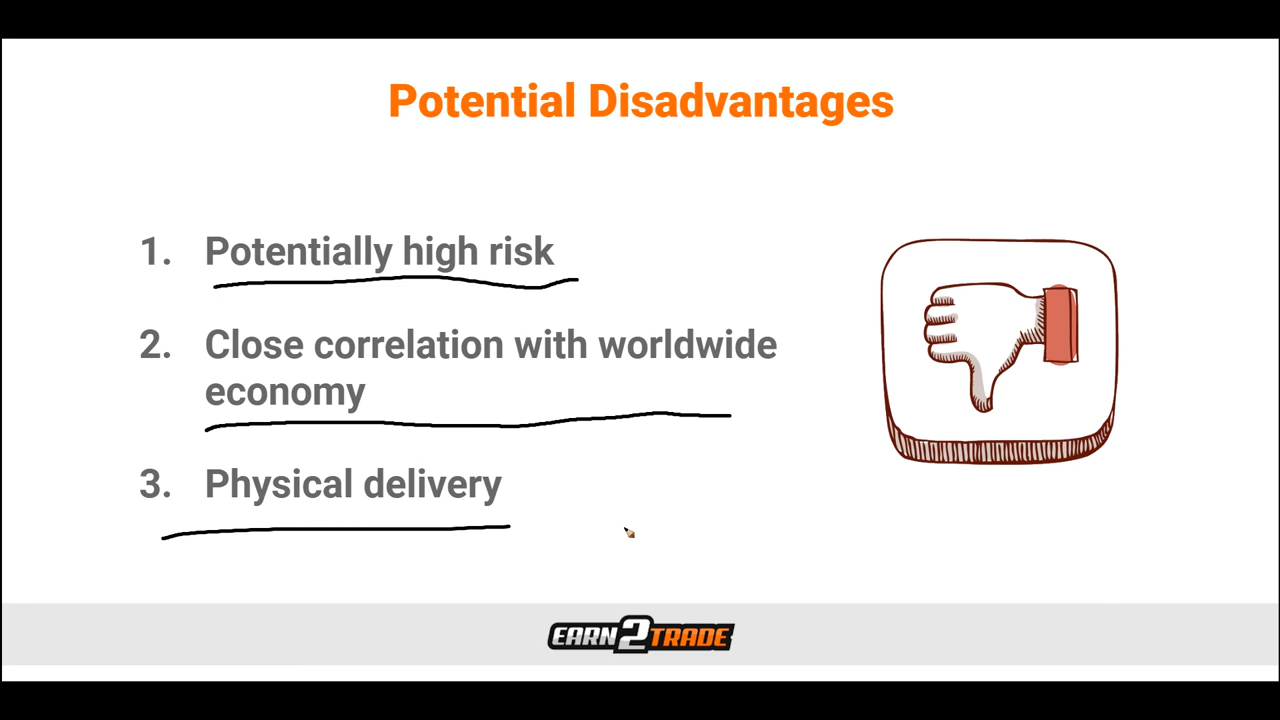 Potential Disadvantages
1. Potentially high risk
2. Close correlation with worldwide
economy
3. Physical delivery
EARN2TRADE